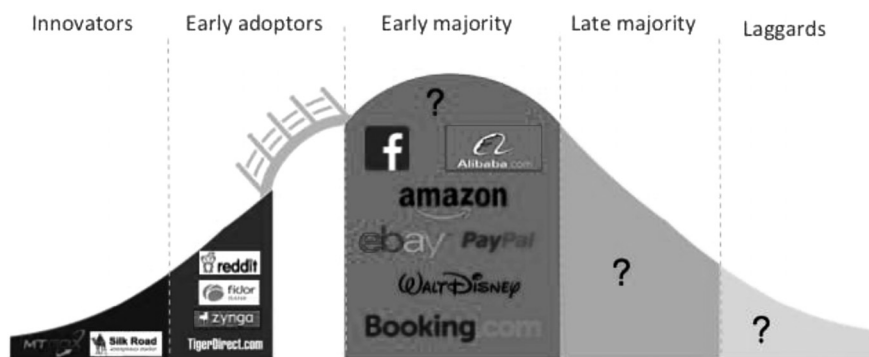 Innovators
Early adoptors
Early majority
Late majority
Laggards
?
f
Alibaba.com
amazon
ebay PayPal
reddit
fidor
WALT DISNEY
?
zynga
Booking.com
?
MTGOX
Silk Road
TigerDirect.com